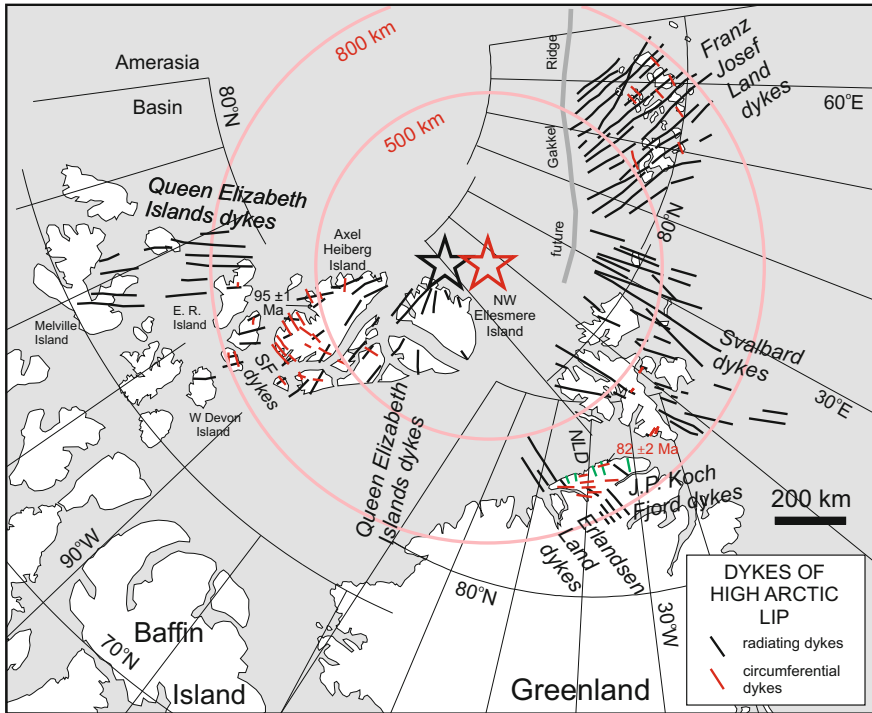 Amerasia
Basin
80°N
800 km
500 km
Ridge
Gakkel
future
Franz
Josef
Land
dykes
60°E
80°N
Queen Elizabeth
Islands dykes
Axel
Heiberg
Island
95 ±1
Ma
E. R.
Island
Melville
Island
SF
dykes
W Devon
Island
NW
Ellesmere
Island
Svalbard
dykes
30°E
Queen Elizabeth
Islands dykes
NLD
82 ±2 Ma
J.P. Koch
Fjord dykes
Erlandsen
Land
dykes
200 km
90°W
70°N
80°N
30°W
Baffin
Island
Greenland
DYKES OF
HIGH ARCTIC
LIP
radiating dykes
circumferential
dykes